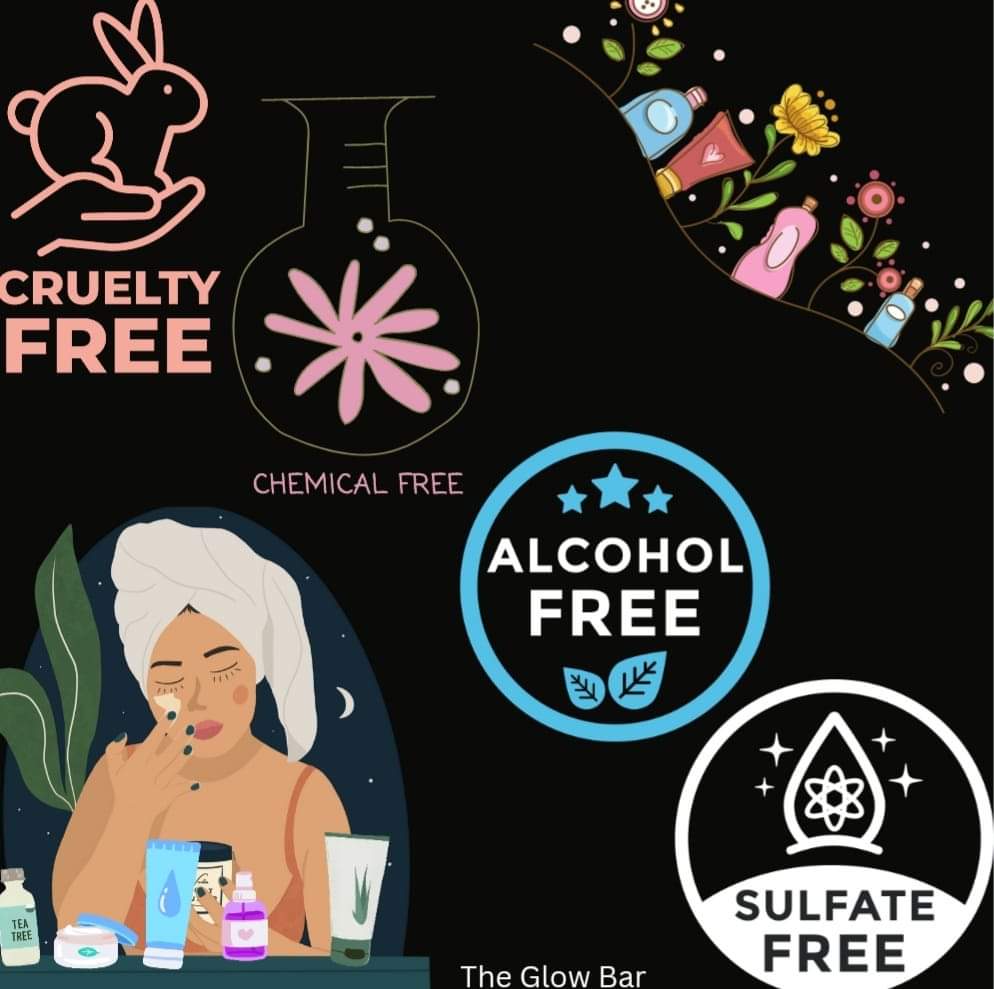 CRUELTY
FREE
CHEMICAL FREE
ALCOHOL
FREE
TEA
TREE
SULFATE
FREE
The Glow Bar